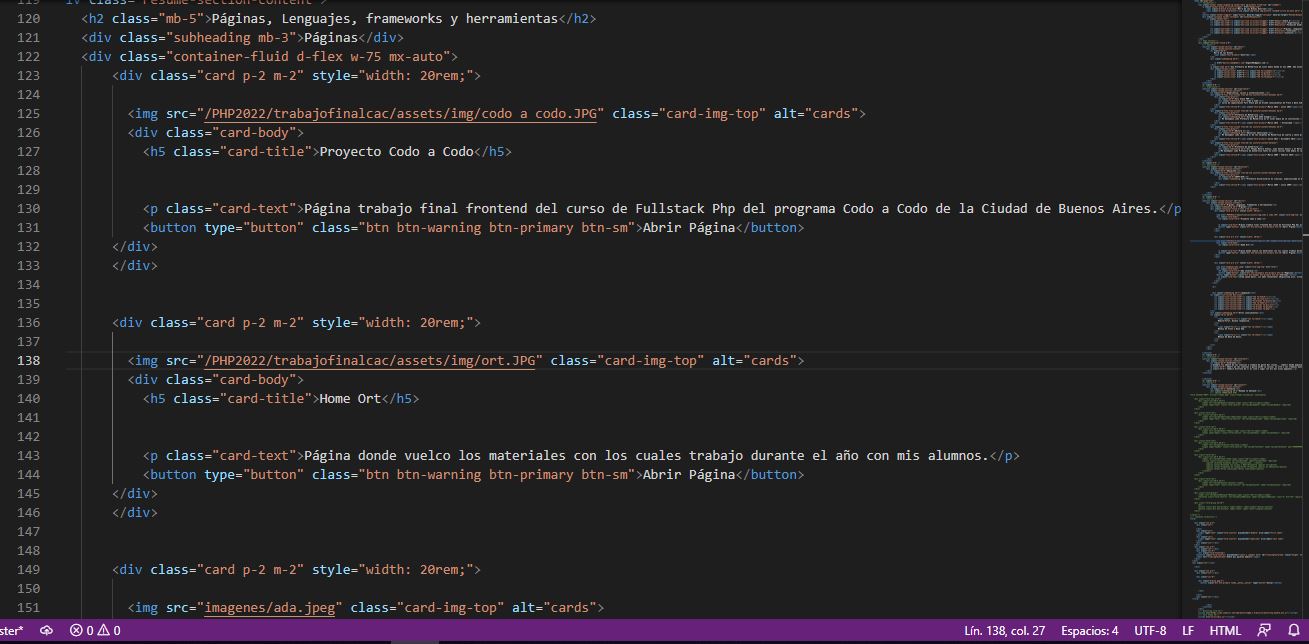 119 iv class="resume-section-content">
120 <h2 class="mb-5">Páginas, Lenguajes, frameworks y herramientas</h2>
121 <div class="subheading mb-3">Páginas</div>
122 <div class="container-fluid d-flex w-75 mx-auto">
123 <div class="card p-2 m-2" style="width: 20rem;">
124
125 <img src="/PHP2022/trabajofinalcac/assets/img/codo a codo.JPG" class="card-img-top" alt="cards">
126 <div class="card-body">
127 <h5 class="card-title">Proyecto Codo a Codo</h5>
128
129
130 <p class="card-text">Página trabajo final frontend del curso de Fullstack Php del programa Codo a Codo de la Ciudad de Buenos Aires.</p
131 <button type="button" class="btn btn-warning btn-primary btn-sm">Abrir Página</button>
132 </div>
133 </div>
134
135
136 <div class="card p-2 m-2" style="width: 20rem;">
137
138 <img src="/PHP2022/trabajofinalcac/assets/img/ort.JPG" class="card-img-top" alt="cards">
139 <div class="card-body">
140 <h5 class="card-title">Home Ort</h5>
141
142
143 <p class="card-text">Página donde vuelco los materiales con los cuales trabajo durante el año con mis alumnos.</p>
144 <button type="button" class="btn btn-warning btn-primary btn-sm">Abrir Página</button>
145 </div>
146 </div>
147
148
149 <div class="card p-2 m-2" style="width: 20rem;">
150
151 <img src="imagenes/ada.jpeg" class="card-img-top" alt="cards">
ster* 0 0 Lín. 138, col. 27 Espacios: 4 UTF-8 LF HTML